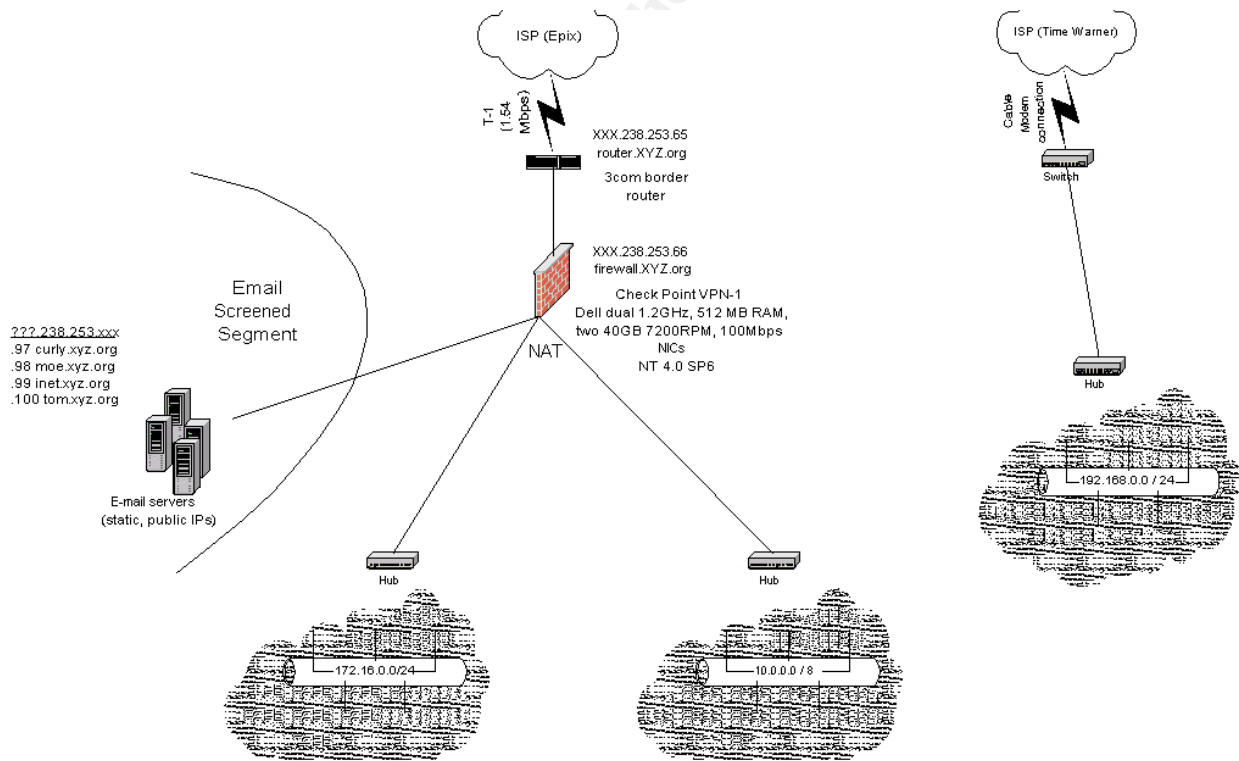 ISP (Epix)
ISP (Time Warner)
T-1
(1.54
Mbps)
XXX.238.253.65
router.XYZ.org
3com border
router
Cable
Modem
connection
Switch
XXX.238.253.66
firewall.XYZ.org
Check Point VPN-1
Dell dual 1.2GHz, 512 MB RAM,
two 40GB 7200RPM, 100Mbps
NICs
NT 4.0 SP6
NAT
Email
Screened
Segment
???.238.253.xxx
.97 curly.xyz.org
.98 moe.xyz.org
.99 inet.xyz.org
.100 tom.xyz.org
E-mail servers
(static, public IPs)
Hub
192.168.0.0 / 24
Hub
Hub
172.16.0.0/24
10.0.0.0 / 8